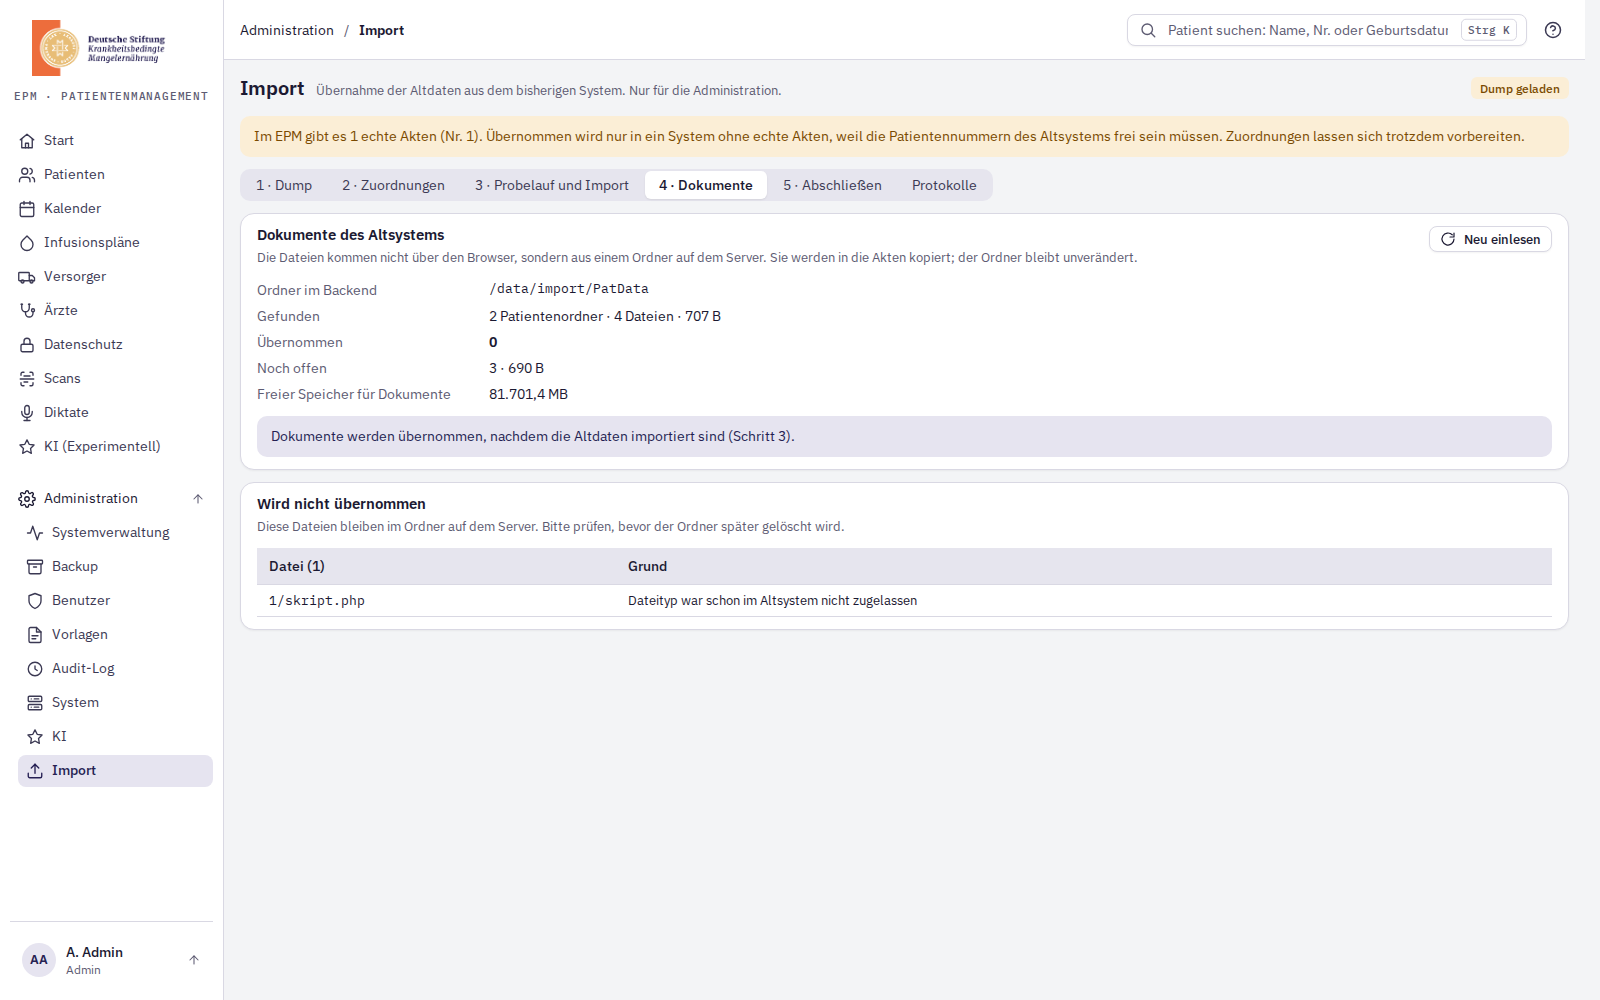 Deutsche Stiftung
Krankheitsbedingte
Mangelernährung
EPM · PATIENTENMANAGEMENT
Start
Patienten
Kalender
Infusionspläne
Versorger
Ärzte
Datenschutz
Scans
Diktate
KI (Experimentell)
Administration
Systemverwaltung
Backup
Benutzer
Vorlagen
Audit-Log
System
KI
Import
AA
A. Admin
Admin
Administration / Import
Patient suchen: Name, Nr. oder Geburtsdatur
Strg K
Import
Übernahme der Altdaten aus dem bisherigen System. Nur für die Administration.
Dump geladen
Im EPM gibt es 1 echte Akten (Nr. 1). Übernommen wird nur in ein System ohne echte Akten, weil die Patientennummern des Altsystems frei sein müssen. Zuordnungen lassen sich trotzdem vorbereiten.
1 · Dump
2 · Zuordnungen
3 · Probelauf und Import
4 · Dokumente
5 · Abschließen
Protokolle
Dokumente des Altsystems
Neu einlesen
Die Dateien kommen nicht über den Browser, sondern aus einem Ordner auf dem Server. Sie werden in die Akten kopiert; der Ordner bleibt unverändert.
Ordner im Backend /data/import/PatData
Gefunden 2 Patientenordner · 4 Dateien · 707 B
Übernommen 0
Noch offen 3 · 690 B
Freier Speicher für Dokumente 81.701,4 MB
Dokumente werden übernommen, nachdem die Altdaten importiert sind (Schritt 3).
Wird nicht übernommen
Diese Dateien bleiben im Ordner auf dem Server. Bitte prüfen, bevor der Ordner später gelöscht wird.
Datei (1) Grund
1/skript.php Dateityp war schon im Altsystem nicht zugelassen